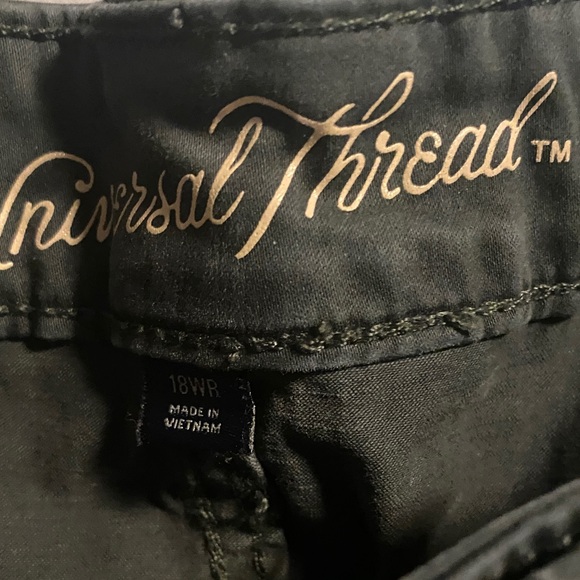 Universal Thread™
18WR
MADE IN
VIETNAM